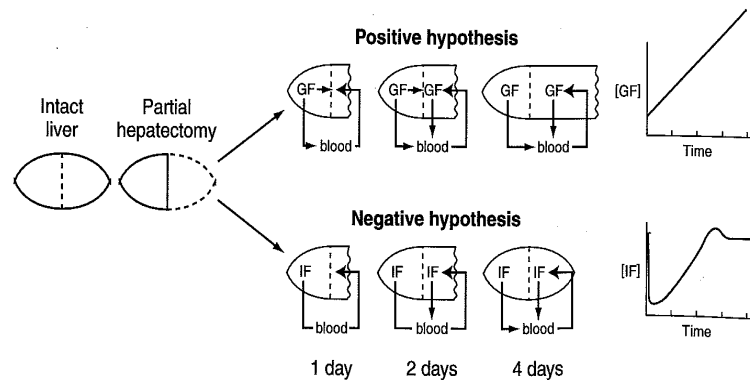 Positive hypothesis
Intact
liver
Partial
hepatectomy
GF
blood
GF GF
blood
GF GF
blood
[GF]
Time
Negative hypothesis
IF
blood
IF IF
blood
IF IF
blood
[IF]
Time
1 day 2 days 4 days